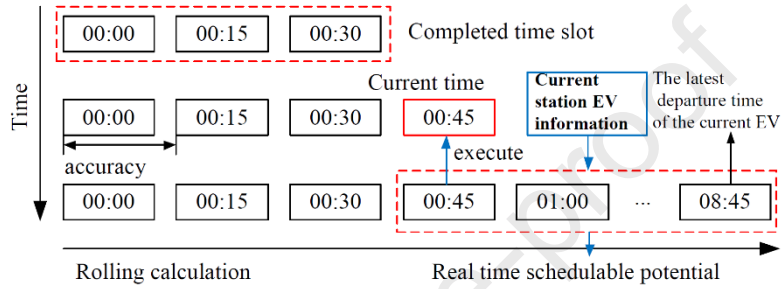 00:00 00:15 00:30 Completed time slot
Current time
Current station EV information
The latest departure time of the current EV
Time
00:00 00:15 00:30 00:45
accuracy
execute
00:00 00:15 00:30 00:45 01:00 ... 08:45
Rolling calculation Real time schedulable potential
-proof